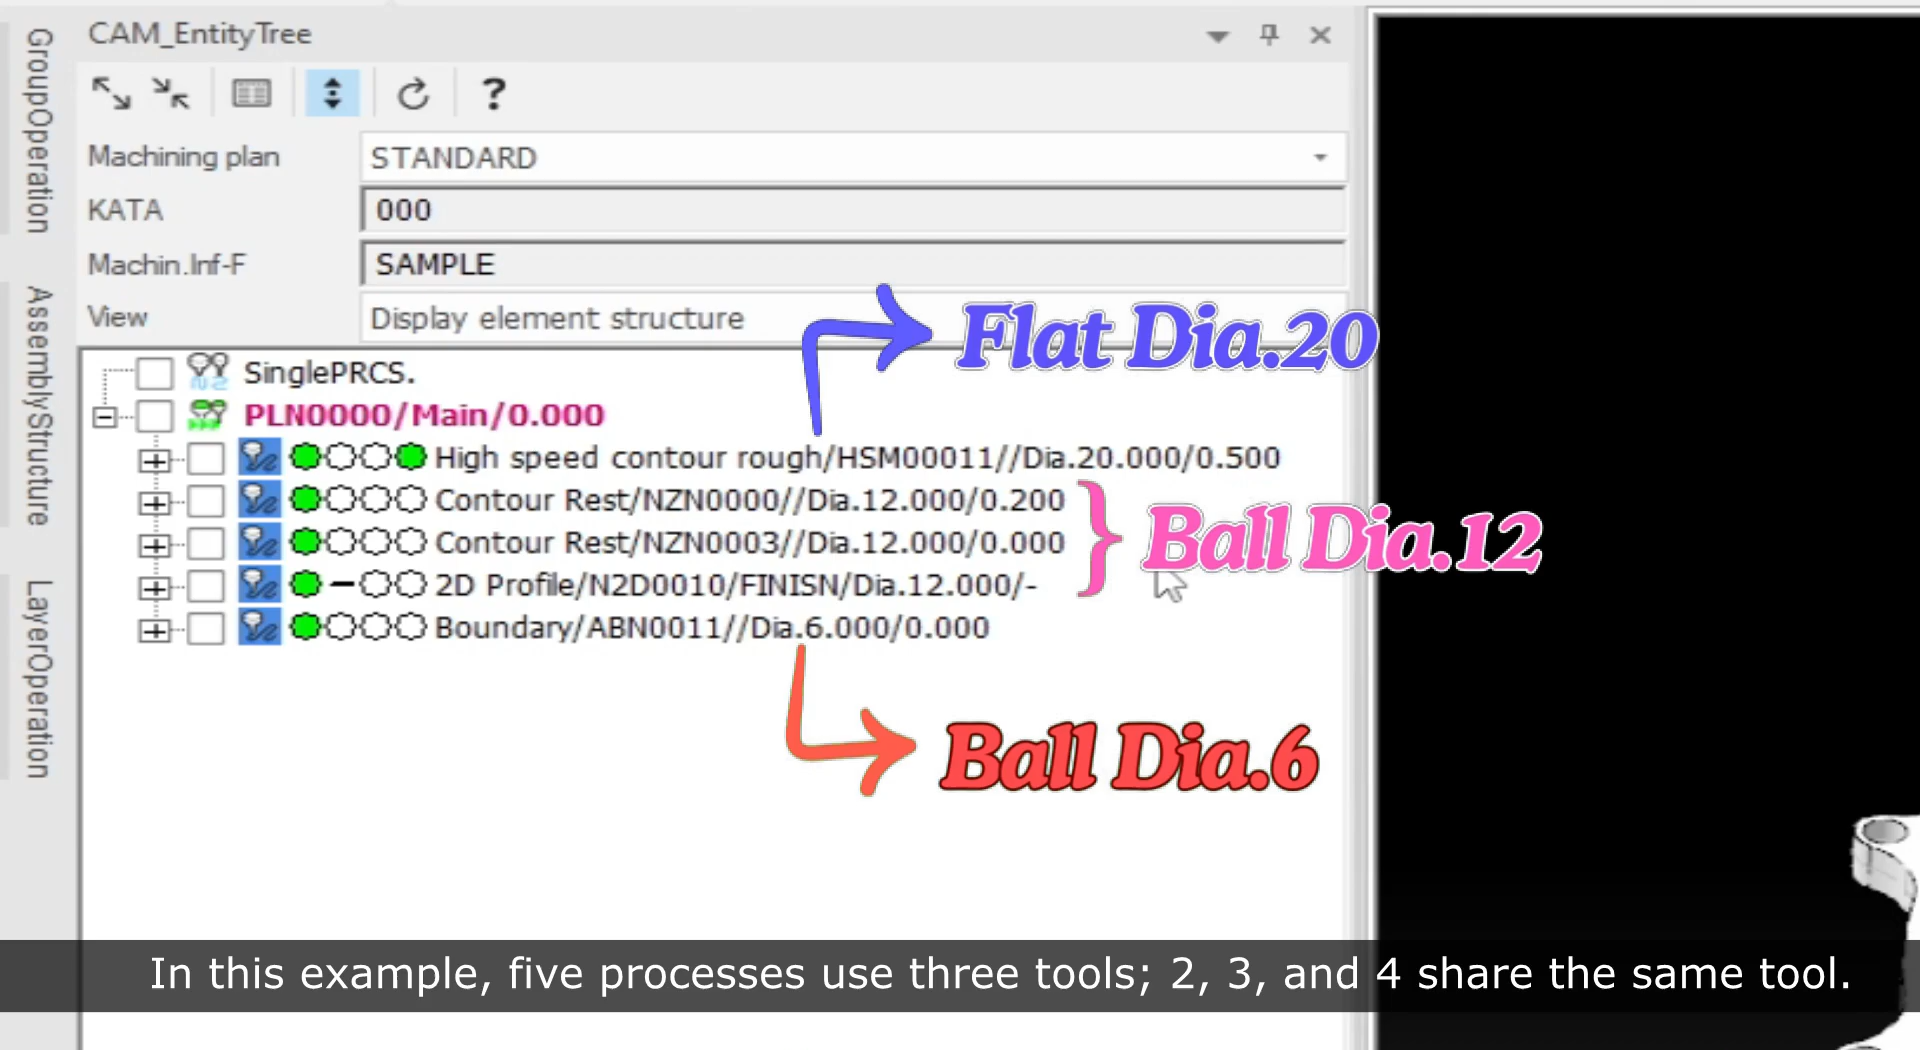 CAM_EntityTree
GroupOperation
AssemblyStructure
LayerOperation
?
Machining plan STANDARD
KATA 000
Machin.Inf-F SAMPLE
View Display element structure
Flat Dia.20
SinglePRCS.
PLN0000/Main/0.000
High speed contour rough/HSM00011//Dia.20.000/0.500
Contour Rest/NZN0000//Dia.12.000/0.200
Contour Rest/NZN0003//Dia.12.000/0.000
Ball Dia.12
2D Profile/N2D0010/FINISN/Dia.12.000/-
Boundary/ABN0011//Dia.6.000/0.000
Ball Dia.6
In this example, five processes use three tools; 2, 3, and 4 share the same tool.